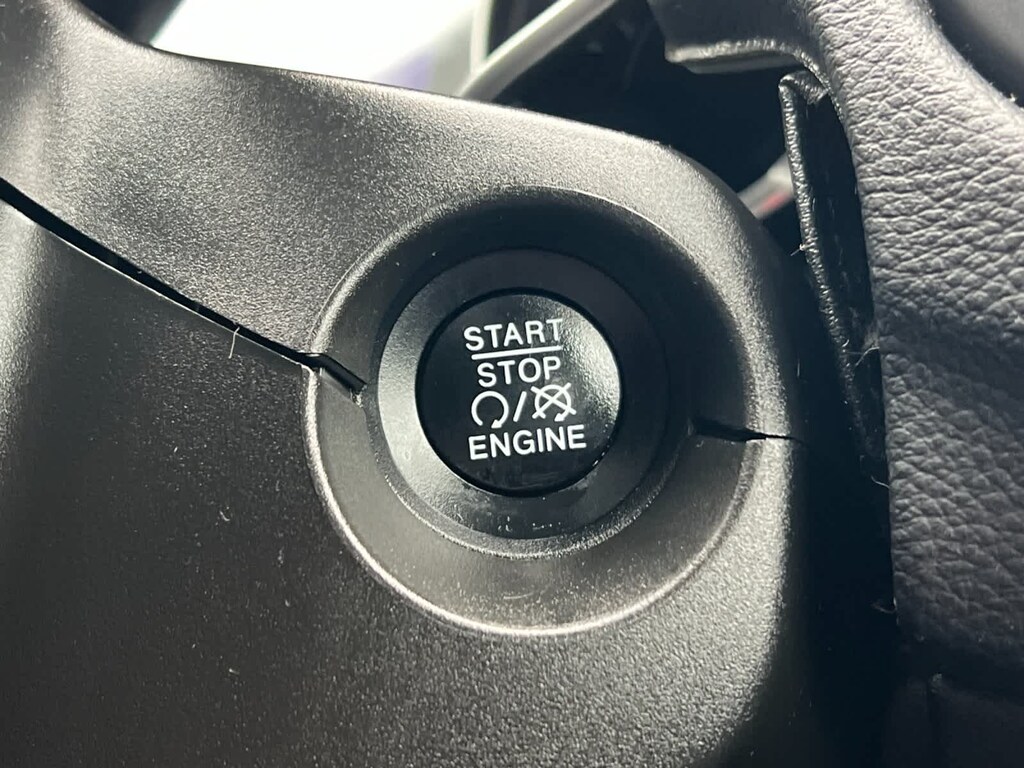 START
STOP
/
ENGINE